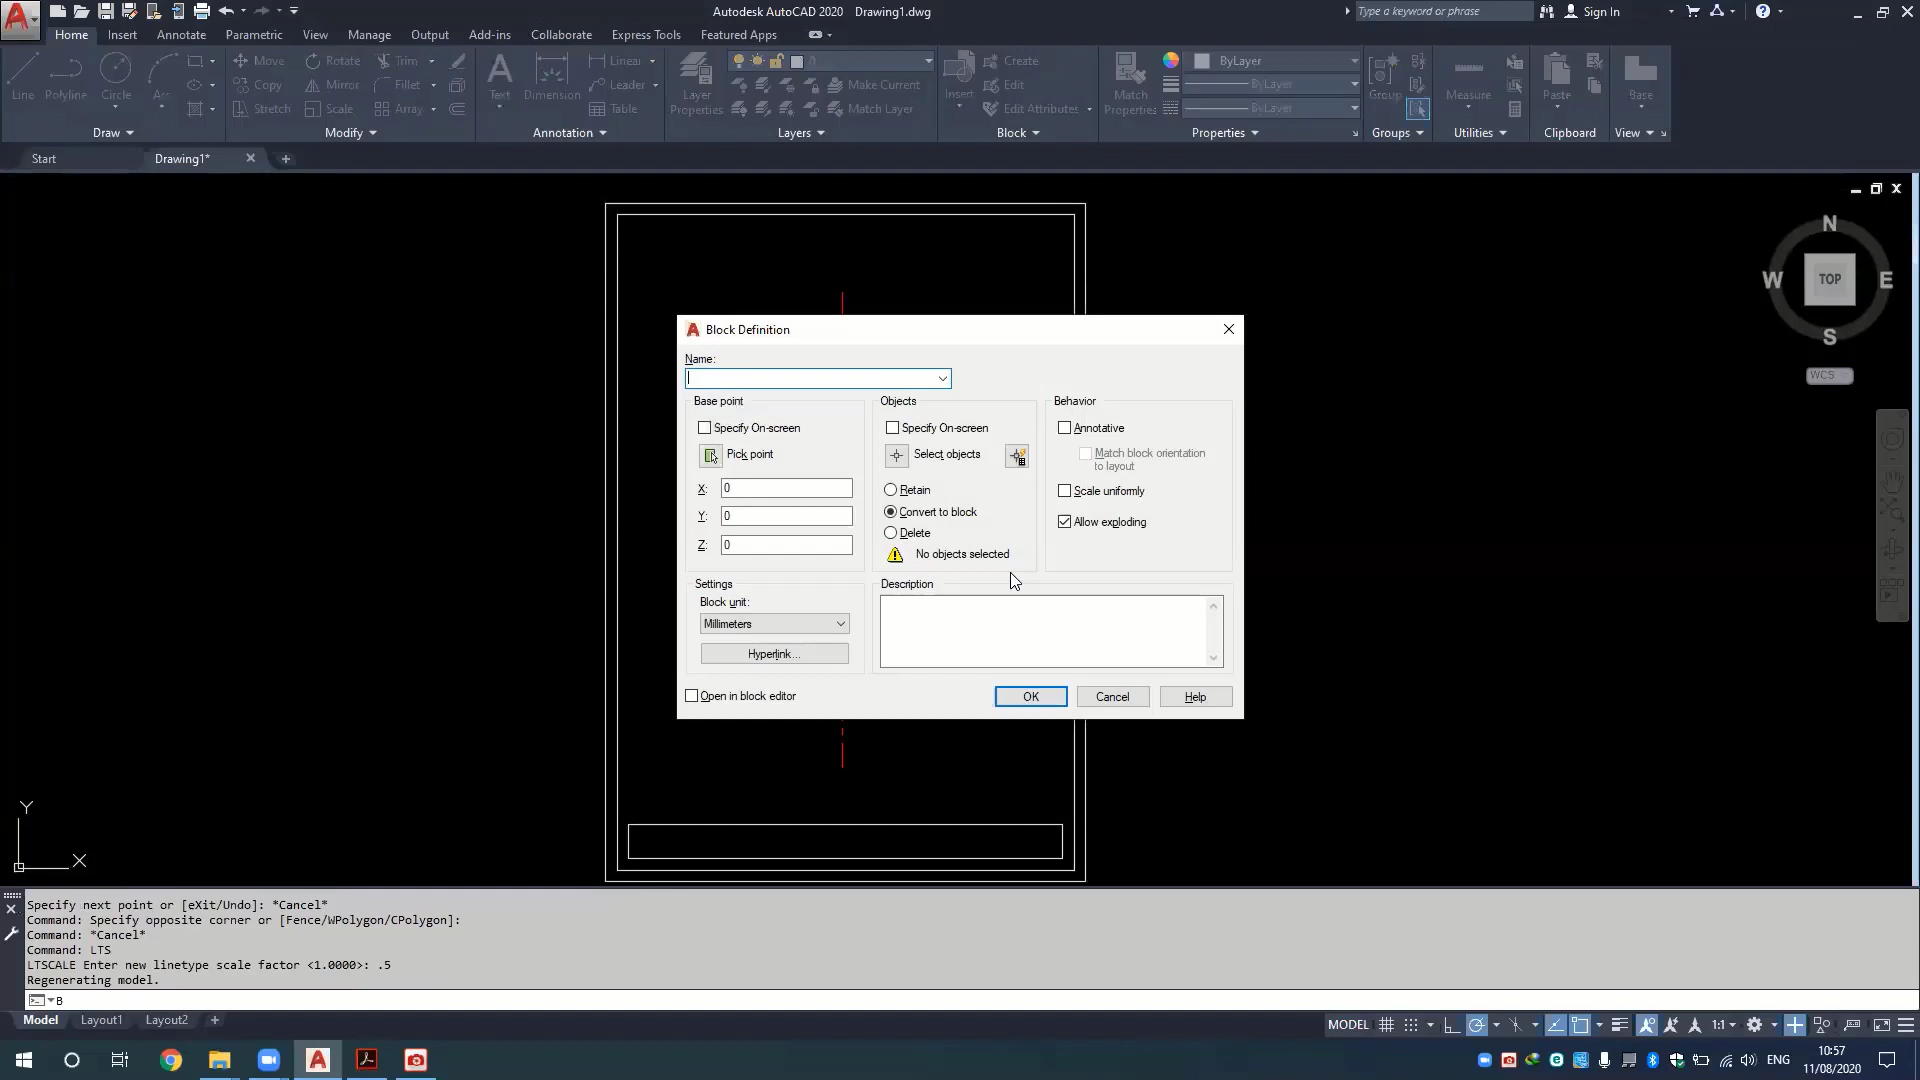 Autodesk AutoCAD 2020 Drawing1.dwg
Type a keyword or phrase
Sign In
Home Insert Annotate Parametric View Manage Output Add-ins Collaborate Express Tools Featured Apps
Line Polyline Circle Arc
Move Rotate Trim
Copy Mirror Fillet
Stretch Scale Array
Text Dimension
Linear
Leader
Table
Layer Properties
0
Make Current
Match Layer
Insert
Create
Edit
Edit Attributes
Match Properties
ByLayer
ByLayer
ByLayer
Group
Measure
Paste
Base
Draw Modify Annotation Layers Block Properties Groups Utilities Clipboard View
Start Drawing1*
N
W TOP E
S
WCS
Block Definition
Name:
Base point
Specify On-screen
Pick point
X: 0
Y: 0
Z: 0
Objects
Specify On-screen
Select objects
Retain
Convert to block
Delete
No objects selected
Behavior
Annotative
Match block orientation
to layout
Scale uniformly
Allow exploding
Settings
Block unit:
Millimeters
Hyperlink...
Description
Open in block editor
OK Cancel Help
Y
X
Specify next point or [eXit/Undo]: *Cancel*
Command: Specify opposite corner or [Fence/WPolygon/CPolygon]:
Command: *Cancel*
Command: LTS
LTSCALE Enter new linetype scale factor <1.0000>: .5
Regenerating model.
B
Model Layout1 Layout2
MODEL 1:1
ENG
10:57
11/08/2020